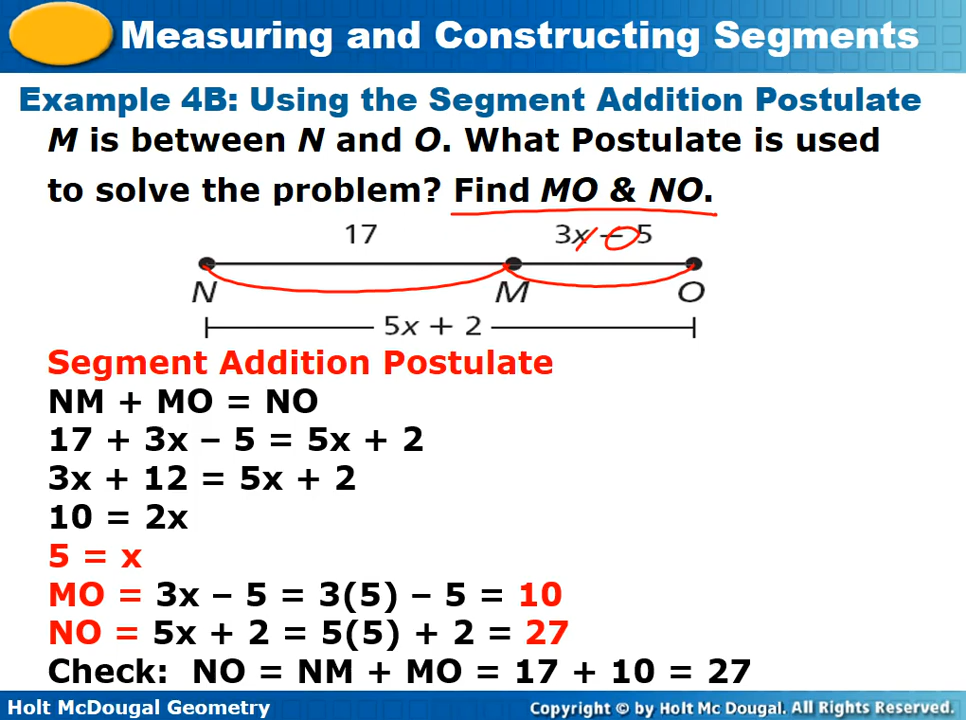 Measuring and Constructing Segments
Example 4B: Using the Segment Addition Postulate
M is between N and O. What Postulate is used
to solve the problem? Find MO & NO.
17 3x – 5
N M O
5x + 2
Segment Addition Postulate
NM + MO = NO
17 + 3x – 5 = 5x + 2
3x + 12 = 5x + 2
10 = 2x
5 = x
MO = 3x – 5 = 3(5) – 5 = 10
NO = 5x + 2 = 5(5) + 2 = 27
Check: NO = NM + MO = 17 + 10 = 27
Holt McDougal Geometry Copyright © by Holt Mc Dougal. All Rights Reserved.